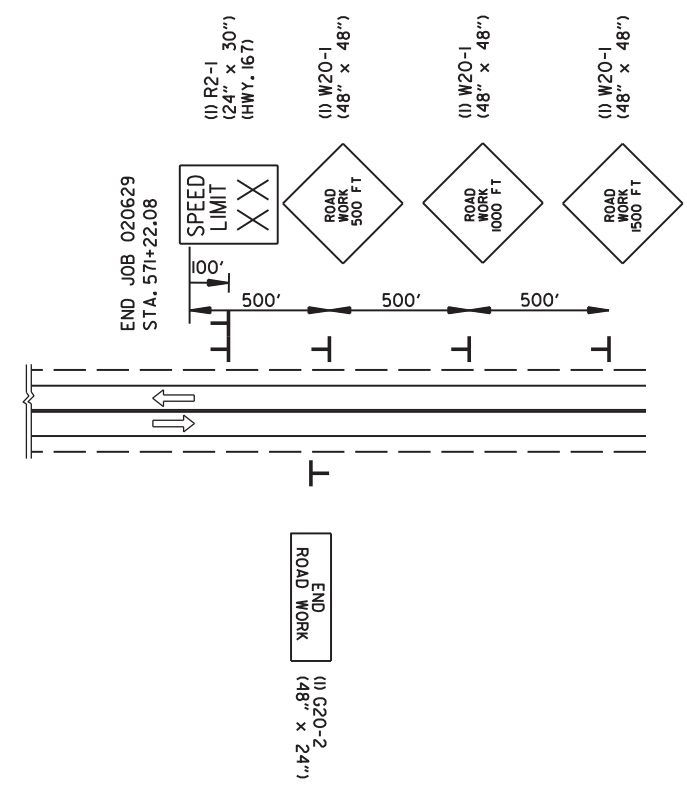 (1) R2-1
(24" x 30")
(HWY. 167)
(1) W20-1
(48" x 48")
(1) W20-1
(48" x 48")
(1) W20-1
(48" x 48")
END JOB 020629
STA. 571+22.08
SPEED
LIMIT
XX
ROAD
WORK
500 FT
ROAD
WORK
1000 FT
ROAD
WORK
1500 FT
100'
500'
500'
500'
END
ROAD WORK
(1) G20-2
(48" x 24")